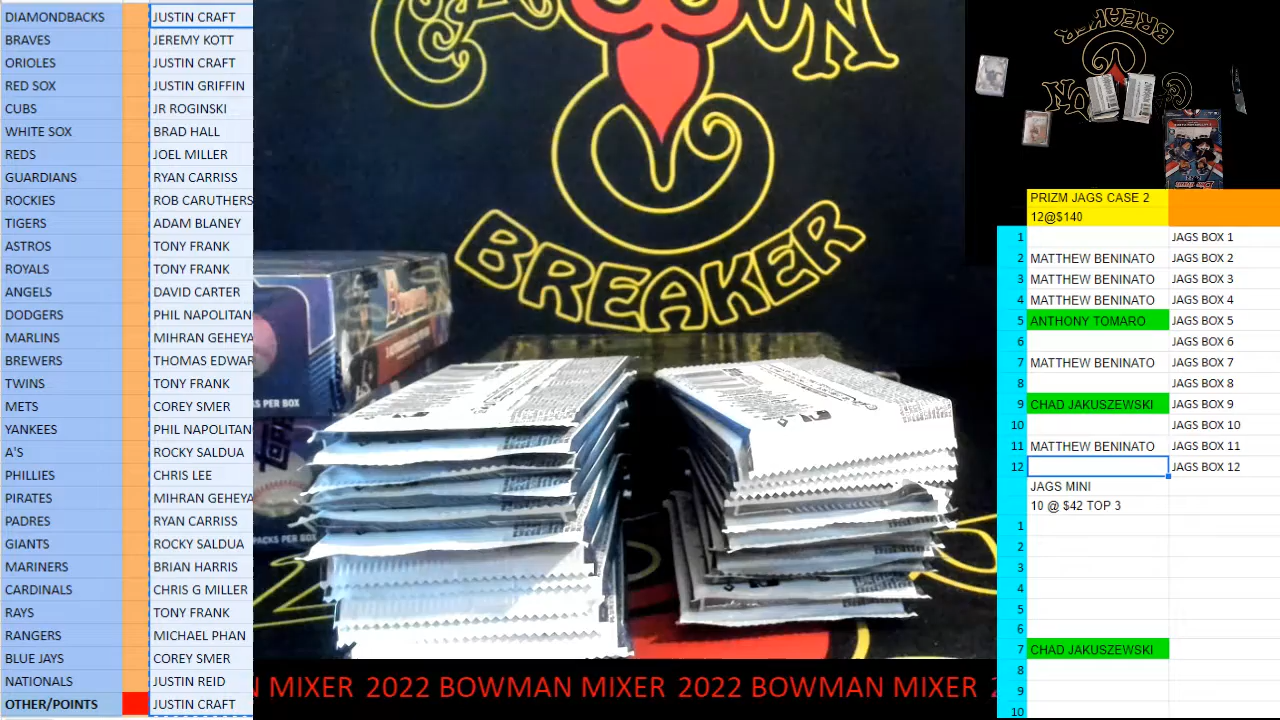 DIAMONDBACKS JUSTIN CRAFT
BRAVES JEREMY KOTT
ORIOLES JUSTIN CRAFT
RED SOX JUSTIN GRIFFIN
CUBS JR ROGINSKI
WHITE SOX BRAD HALL
REDS JOEL MILLER
GUARDIANS RYAN CARRISS
ROCKIES ROB CARUTHERS
TIGERS ADAM BLANEY
ASTROS TONY FRANK
ROYALS TONY FRANK
ANGELS DAVID CARTER
DODGERS PHIL NAPOLITAN
MARLINS MIHRAN GEHEYA
BREWERS THOMAS EDWAR
TWINS TONY FRANK
METS COREY SMER
YANKEES PHIL NAPOLITAN
A'S ROCKY SALDUA
PHILLIES CHRIS LEE
PIRATES MIHRAN GEHEYA
PADRES RYAN CARRISS
GIANTS ROCKY SALDUA
MARINERS BRIAN HARRIS
CARDINALS CHRIS G MILLER
RAYS TONY FRANK
RANGERS MICHAEL PHAN
BLUE JAYS COREY SMER
NATIONALS JUSTIN REID
OTHER/POINTS JUSTIN CRAFT
BREAKER
Bowman
S PER BOX
PACKS PER BOX
N MIXER 2022 BOWMAN MIXER 2022 BOWMAN MIXER 2
BREAKER
PRIZM JAGS CASE 2
12@$140
1 JAGS BOX 1
2 MATTHEW BENINATO JAGS BOX 2
3 MATTHEW BENINATO JAGS BOX 3
4 MATTHEW BENINATO JAGS BOX 4
5 ANTHONY TOMARO JAGS BOX 5
6 JAGS BOX 6
7 MATTHEW BENINATO JAGS BOX 7
8 JAGS BOX 8
9 CHAD JAKUSZEWSKI JAGS BOX 9
10 JAGS BOX 10
11 MATTHEW BENINATO JAGS BOX 11
12 JAGS BOX 12
JAGS MINI
10 @ $42 TOP 3
1
2
3
4
5
6
7 CHAD JAKUSZEWSKI
8
9
10